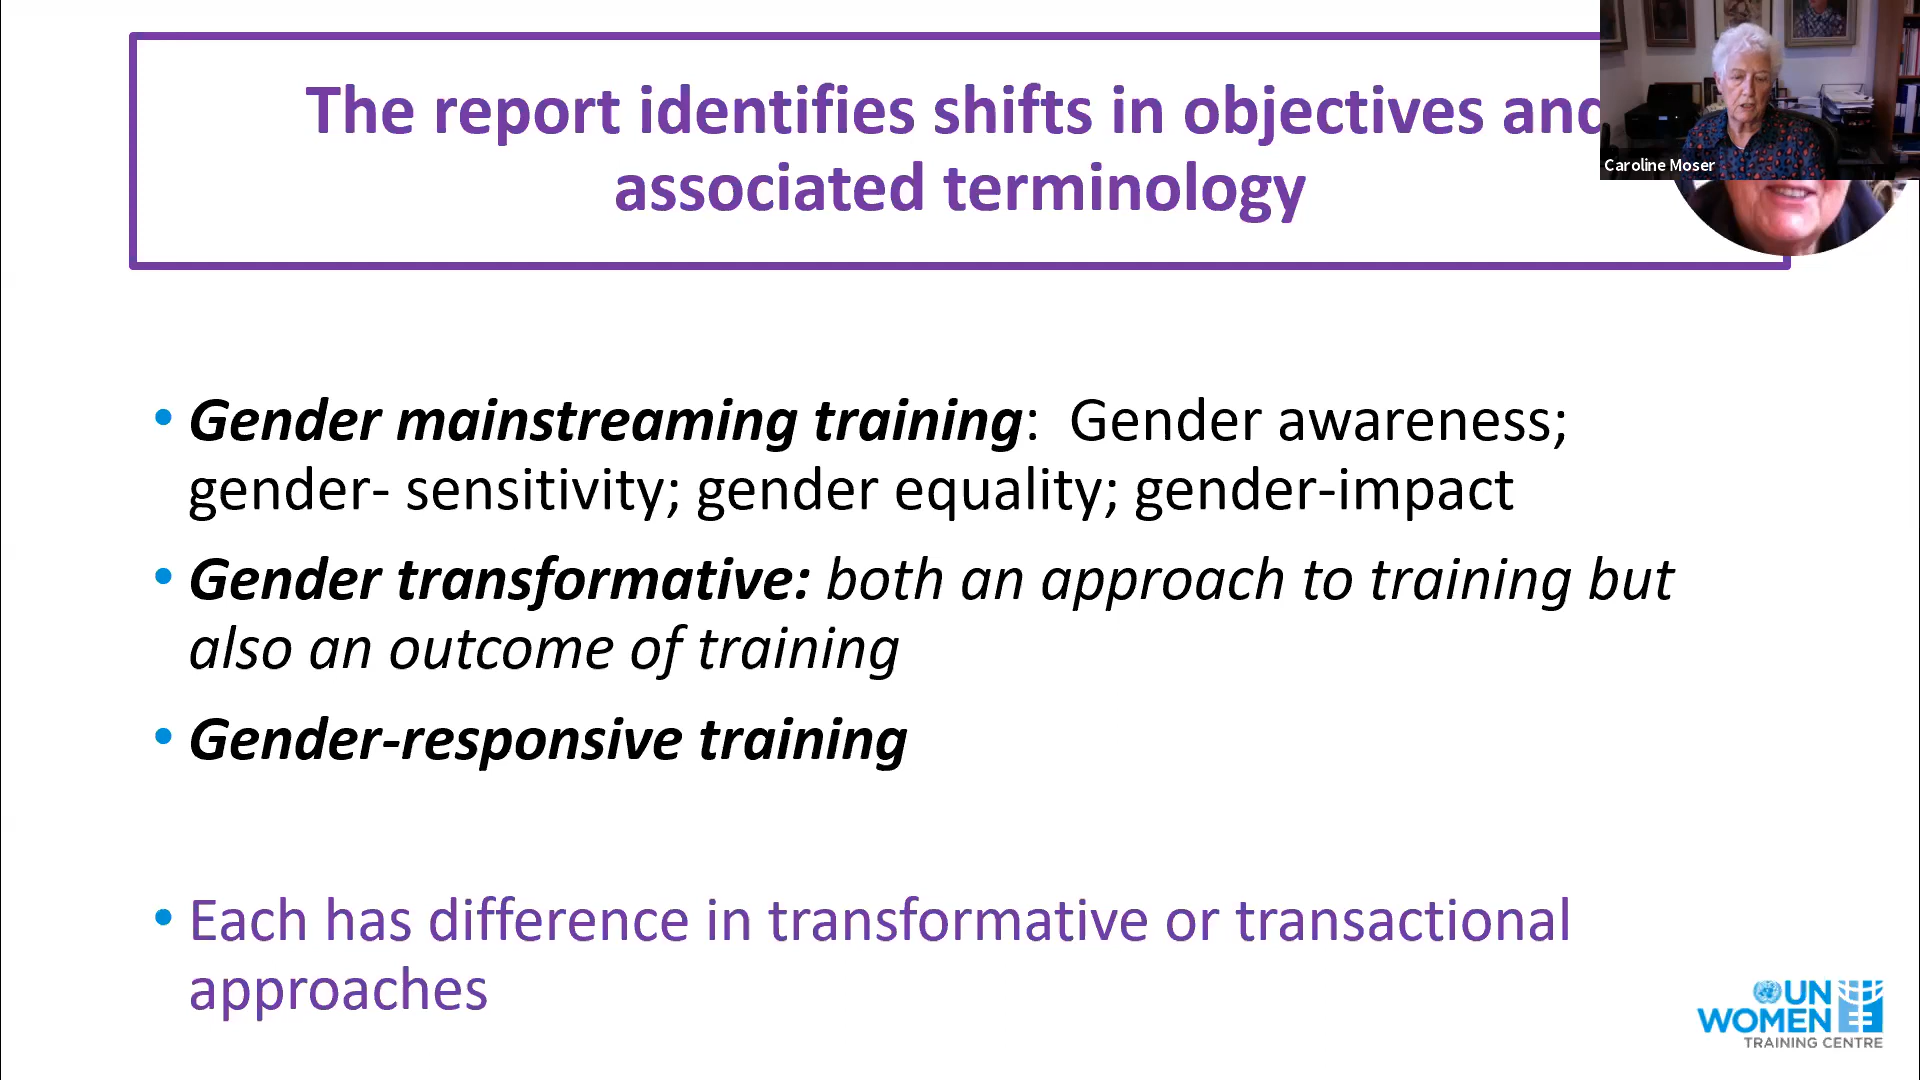 The report identifies shifts in objectives and
associated terminology
Caroline Moser
• Gender mainstreaming training:  Gender awareness;
gender- sensitivity; gender equality; gender-impact
• Gender transformative: both an approach to training but
also an outcome of training
• Gender-responsive training
• Each has difference in transformative or transactional
approaches
UN
WOMEN
TRAINING CENTRE